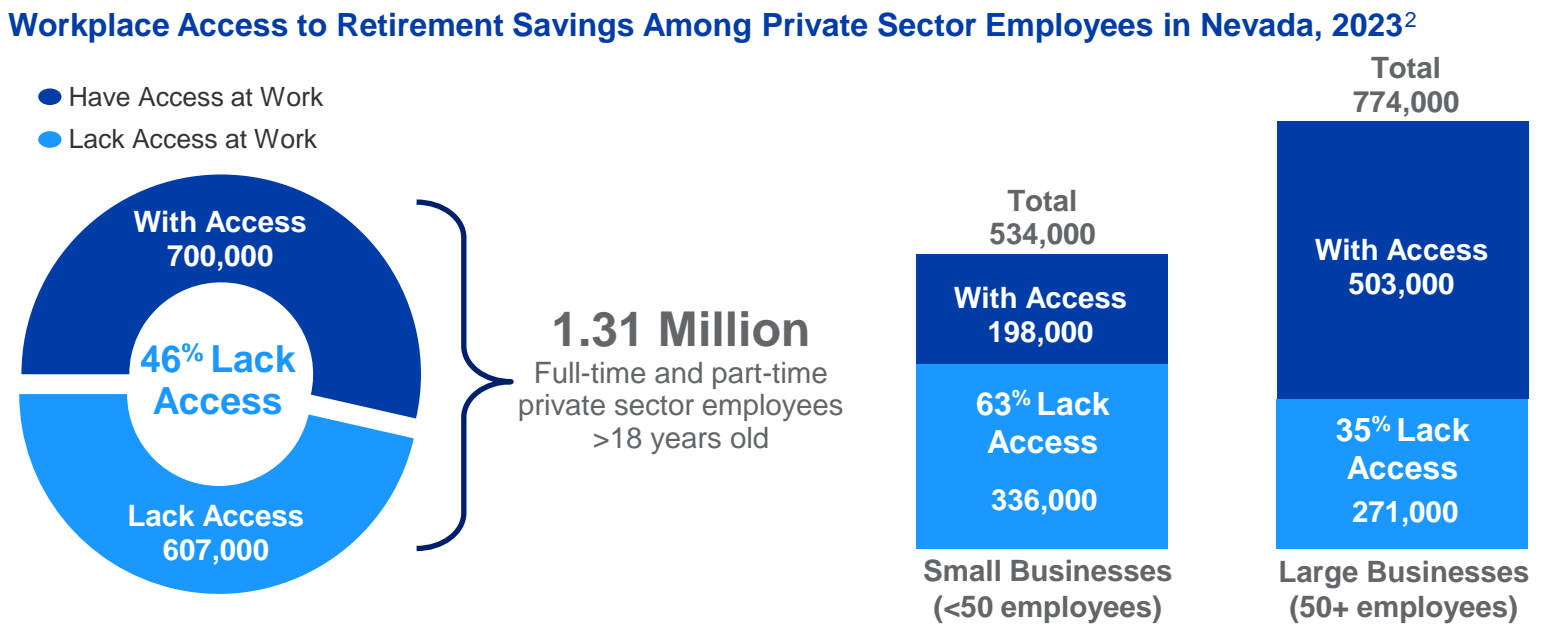 Workplace Access to Retirement Savings Among Private Sector Employees in Nevada, 2023²
Have Access at Work
Lack Access at Work
With Access
700,000
46% Lack
Access
Lack Access
607,000
1.31 Million
Full-time and part-time
private sector employees
>18 years old
Total
534,000
With Access
198,000
63% Lack
Access
336,000
Small Businesses
(<50 employees)
Total
774,000
With Access
503,000
35% Lack
Access
271,000
Large Businesses
(50+ employees)